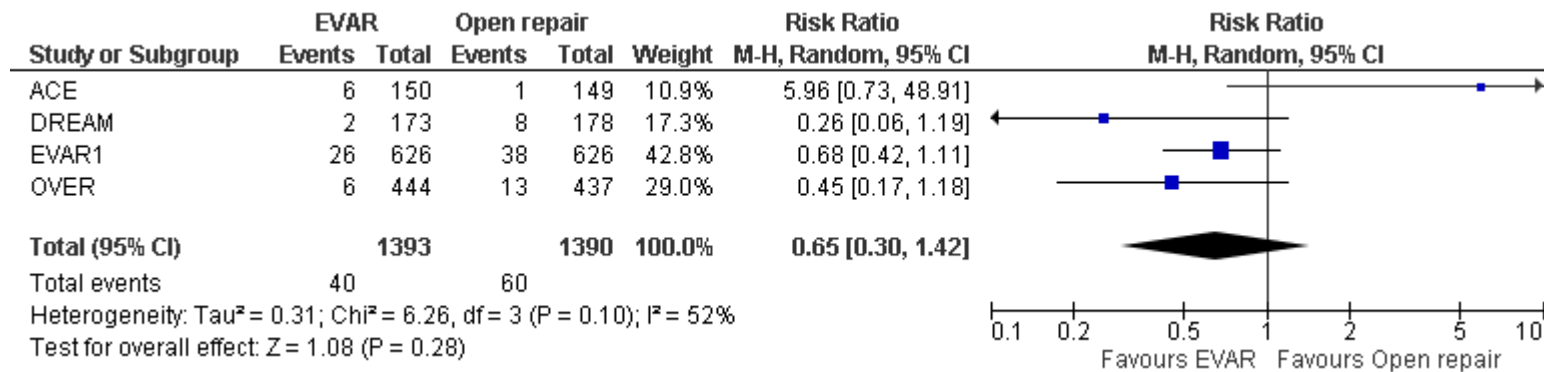 EVAR Open repair Risk Ratio Risk Ratio
Study or Subgroup Events Total Events Total Weight M-H, Random, 95% CI M-H, Random, 95% CI
ACE 6 150 1 149 10.9% 5.96 [0.73, 48.91]
DREAM 2 173 8 178 17.3% 0.26 [0.06, 1.19]
EVAR1 26 626 38 626 42.8% 0.68 [0.42, 1.11]
OVER 6 444 13 437 29.0% 0.45 [0.17, 1.18]
Total (95% CI) 1393 1390 100.0% 0.65 [0.30, 1.42]
Total events 40 60
Heterogeneity: Tau² = 0.31; Chi² = 6.26, df = 3 (P = 0.10); I² = 52%
Test for overall effect: Z = 1.08 (P = 0.28)
0.1 0.2 0.5 1 2 5 10
Favours EVAR Favours Open repair